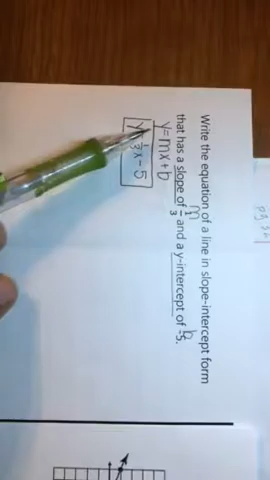 Write the equation of a line in slope-intercept form
m b
that has a slope of 1/3 and a y-intercept of -5.
y=mx+b
y 1/3x-5